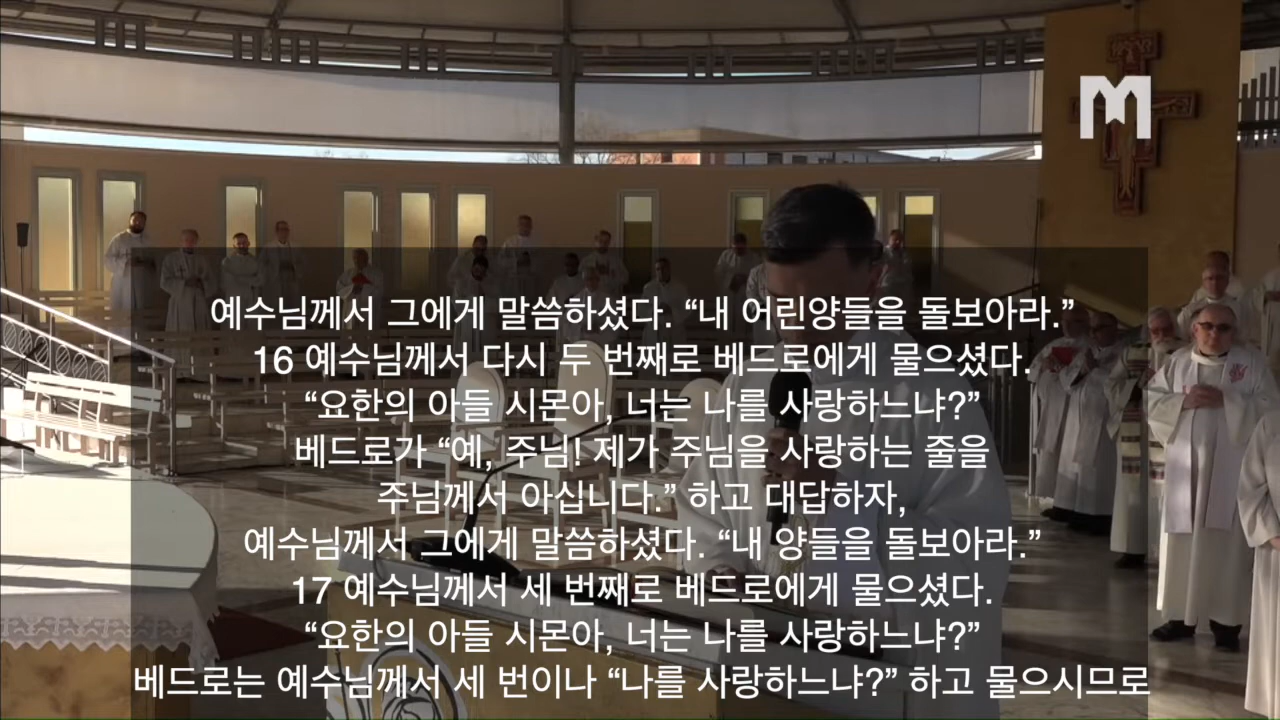 M
예수님께서 그에게 말씀하셨다. “내 어린양들을 돌보아라.”
16 예수님께서 다시 두 번째로 베드로에게 물으셨다.
“요한의 아들 시몬아, 너는 나를 사랑하느냐?”
베드로가 “예, 주님! 제가 주님을 사랑하는 줄을
주님께서 아십니다.” 하고 대답하자,
예수님께서 그에게 말씀하셨다. “내 양들을 돌보아라.”
17 예수님께서 세 번째로 베드로에게 물으셨다.
“요한의 아들 시몬아, 너는 나를 사랑하느냐?”
베드로는 예수님께서 세 번이나 “나를 사랑하느냐?” 하고 물으시므로